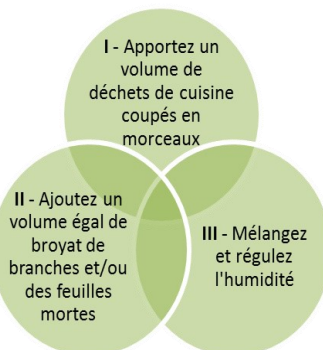 I - Apportez un
volume de
déchets de cuisine
coupés en
morceaux
II - Ajoutez un
volume égal de
broyat de
branches et/ou
des feuilles
mortes
III - Mélangez
et régulez
l'humidité